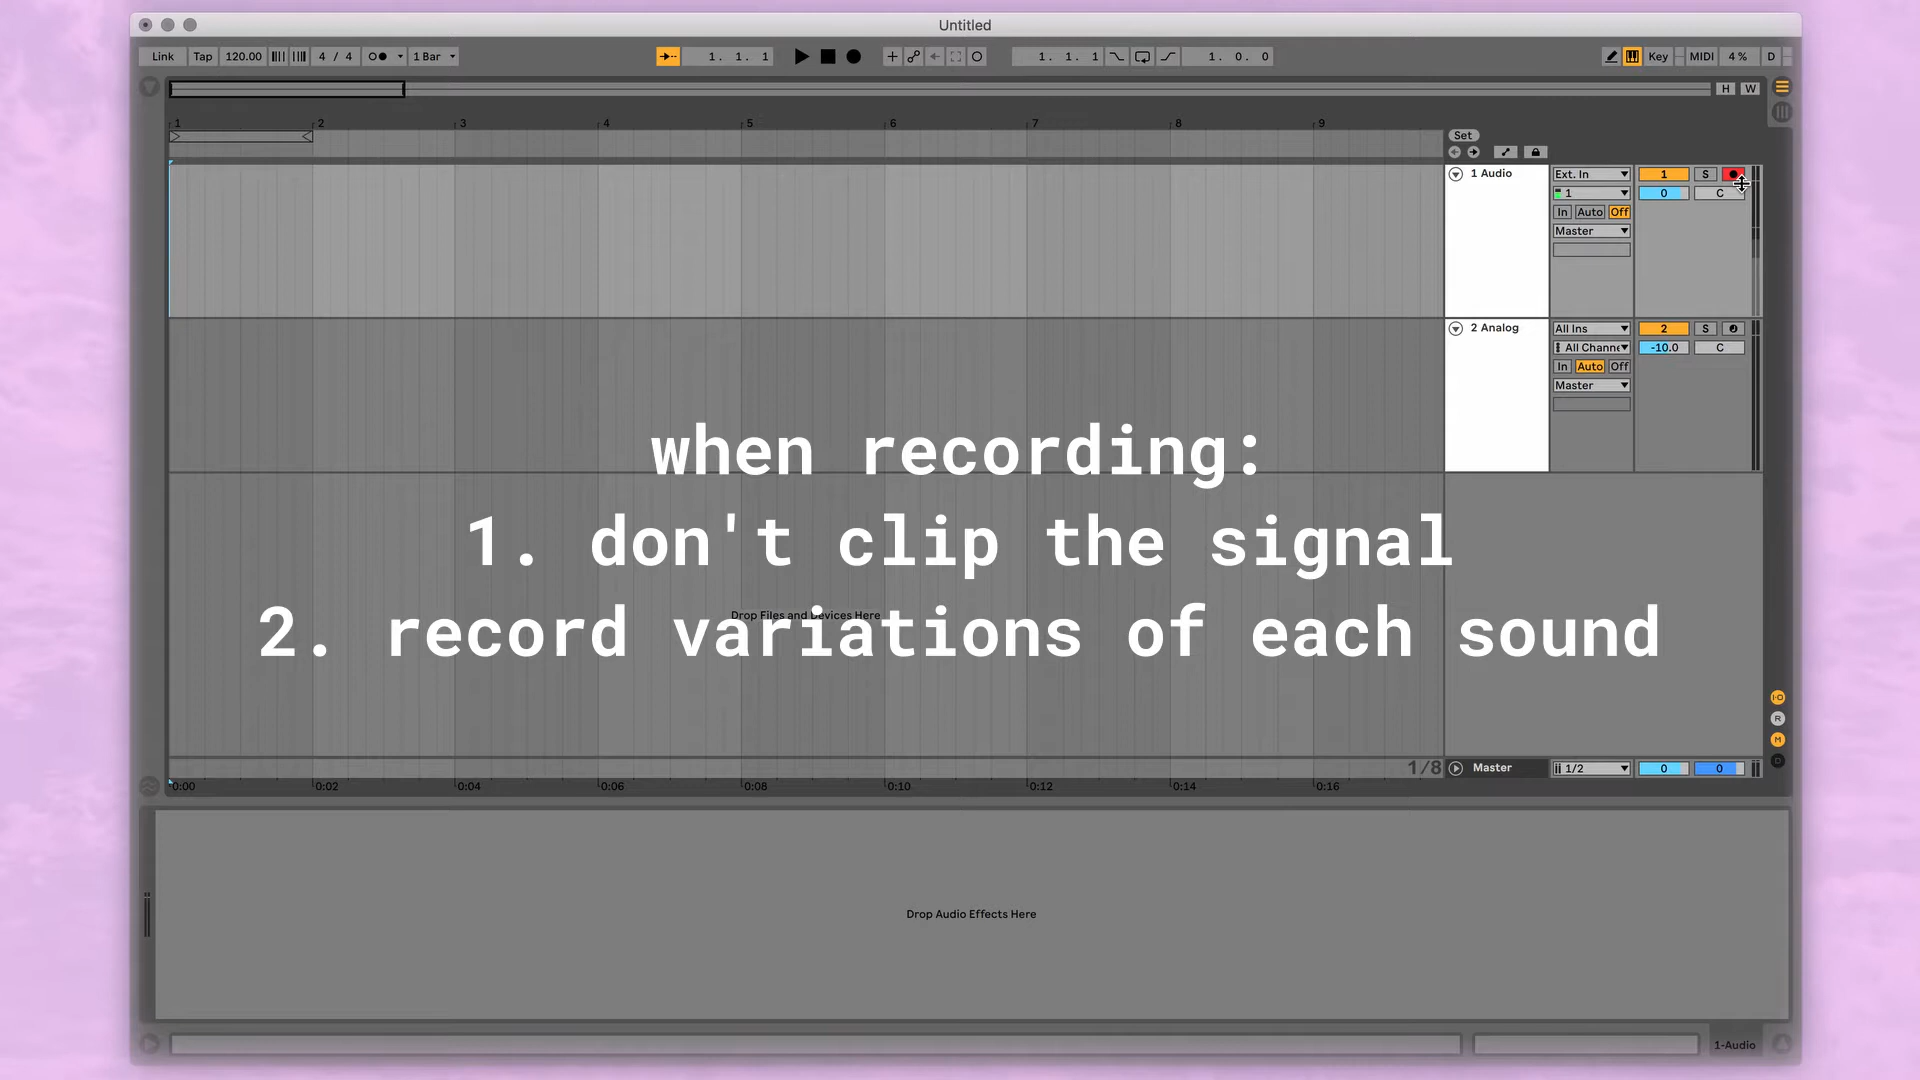 Untitled
Link Tap 120.00 4 / 4 1 Bar 1. 1. 1 1. 1. 1 1. 0. 0 Key MIDI 4 % D
H W
1 2 3 4 5 6 7 8 9
Set
1 Audio Ext. In 1 S
1 0 C
In Auto Off
Master
2 Analog All Ins 2 S
All Channe -10.0 C
In Auto Off
Master
when recording:
1. don't clip the signal
Drop Files and Devices Here
2. record variations of each sound
I·O
R
M
D
1/8 Master 1/2 0 0
0:00 0:02 0:04 0:06 0:08 0:10 0:12 0:14 0:16
Drop Audio Effects Here
1-Audio